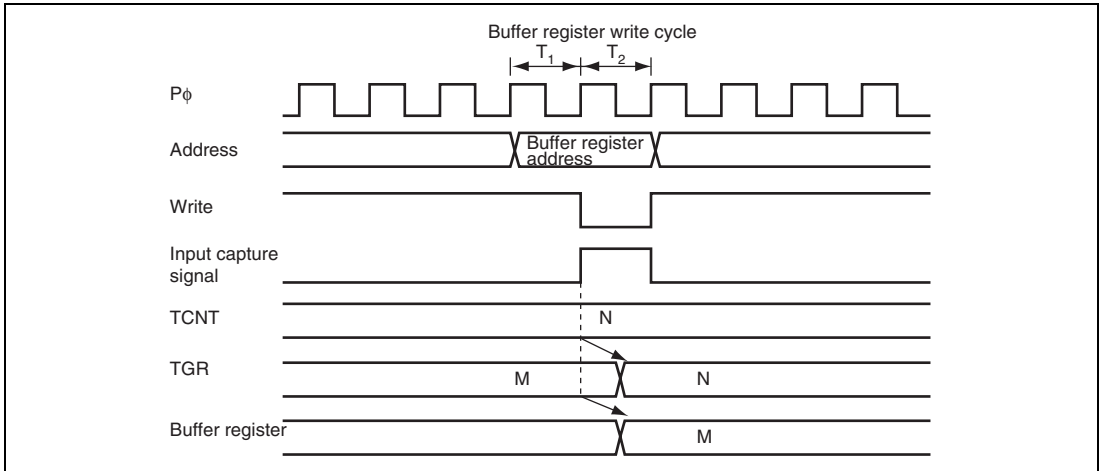 Buffer register write cycle
T1 T2
Pϕ
Address
Buffer register
address
Write
Input capture
signal
TCNT
N
TGR
M
N
Buffer register
M